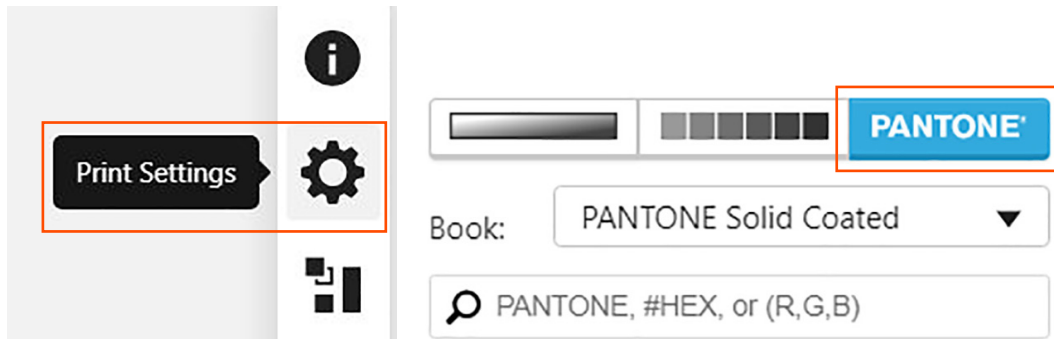 Print Settings
PANTONE®
Book:
PANTONE Solid Coated
PANTONE, #HEX, or (R,G,B)